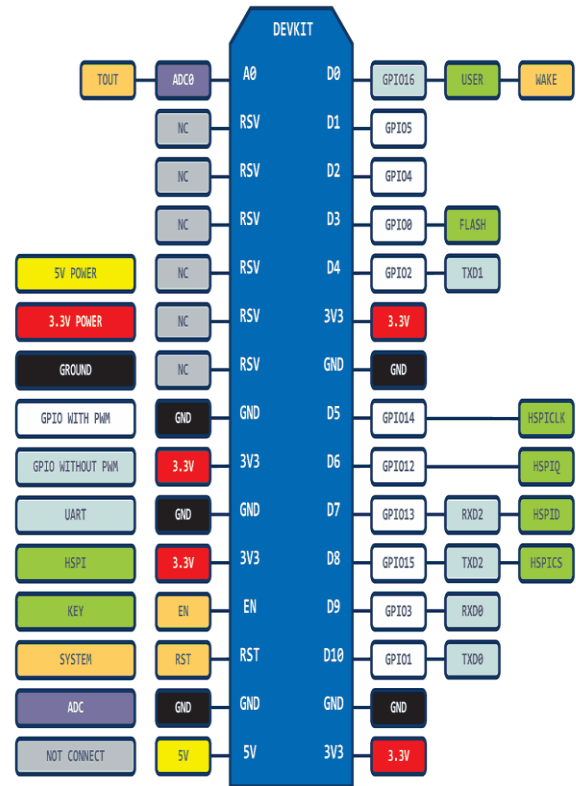 DEVKIT
TOUT ADC0 A0 D0 GPIO16 USER WAKE
NC RSV D1 GPIO5
NC RSV D2 GPIO4
NC RSV D3 GPIO0 FLASH
5V POWER NC RSV D4 GPIO2 TXD1
3.3V POWER NC RSV 3V3 3.3V
GROUND NC RSV GND GND
GPIO WITH PWM GND GND D5 GPIO14 HSPICLK
GPIO WITHOUT PWM 3.3V 3V3 D6 GPIO12 HSPIQ
UART GND GND D7 GPIO13 RXD2 HSPID
HSPI 3.3V 3V3 D8 GPIO15 TXD2 HSPICS
KEY EN EN D9 GPIO3 RXD0
SYSTEM RST RST D10 GPIO1 TXD0
ADC GND GND GND GND
NOT CONNECT 5V 5V 3V3 3.3V